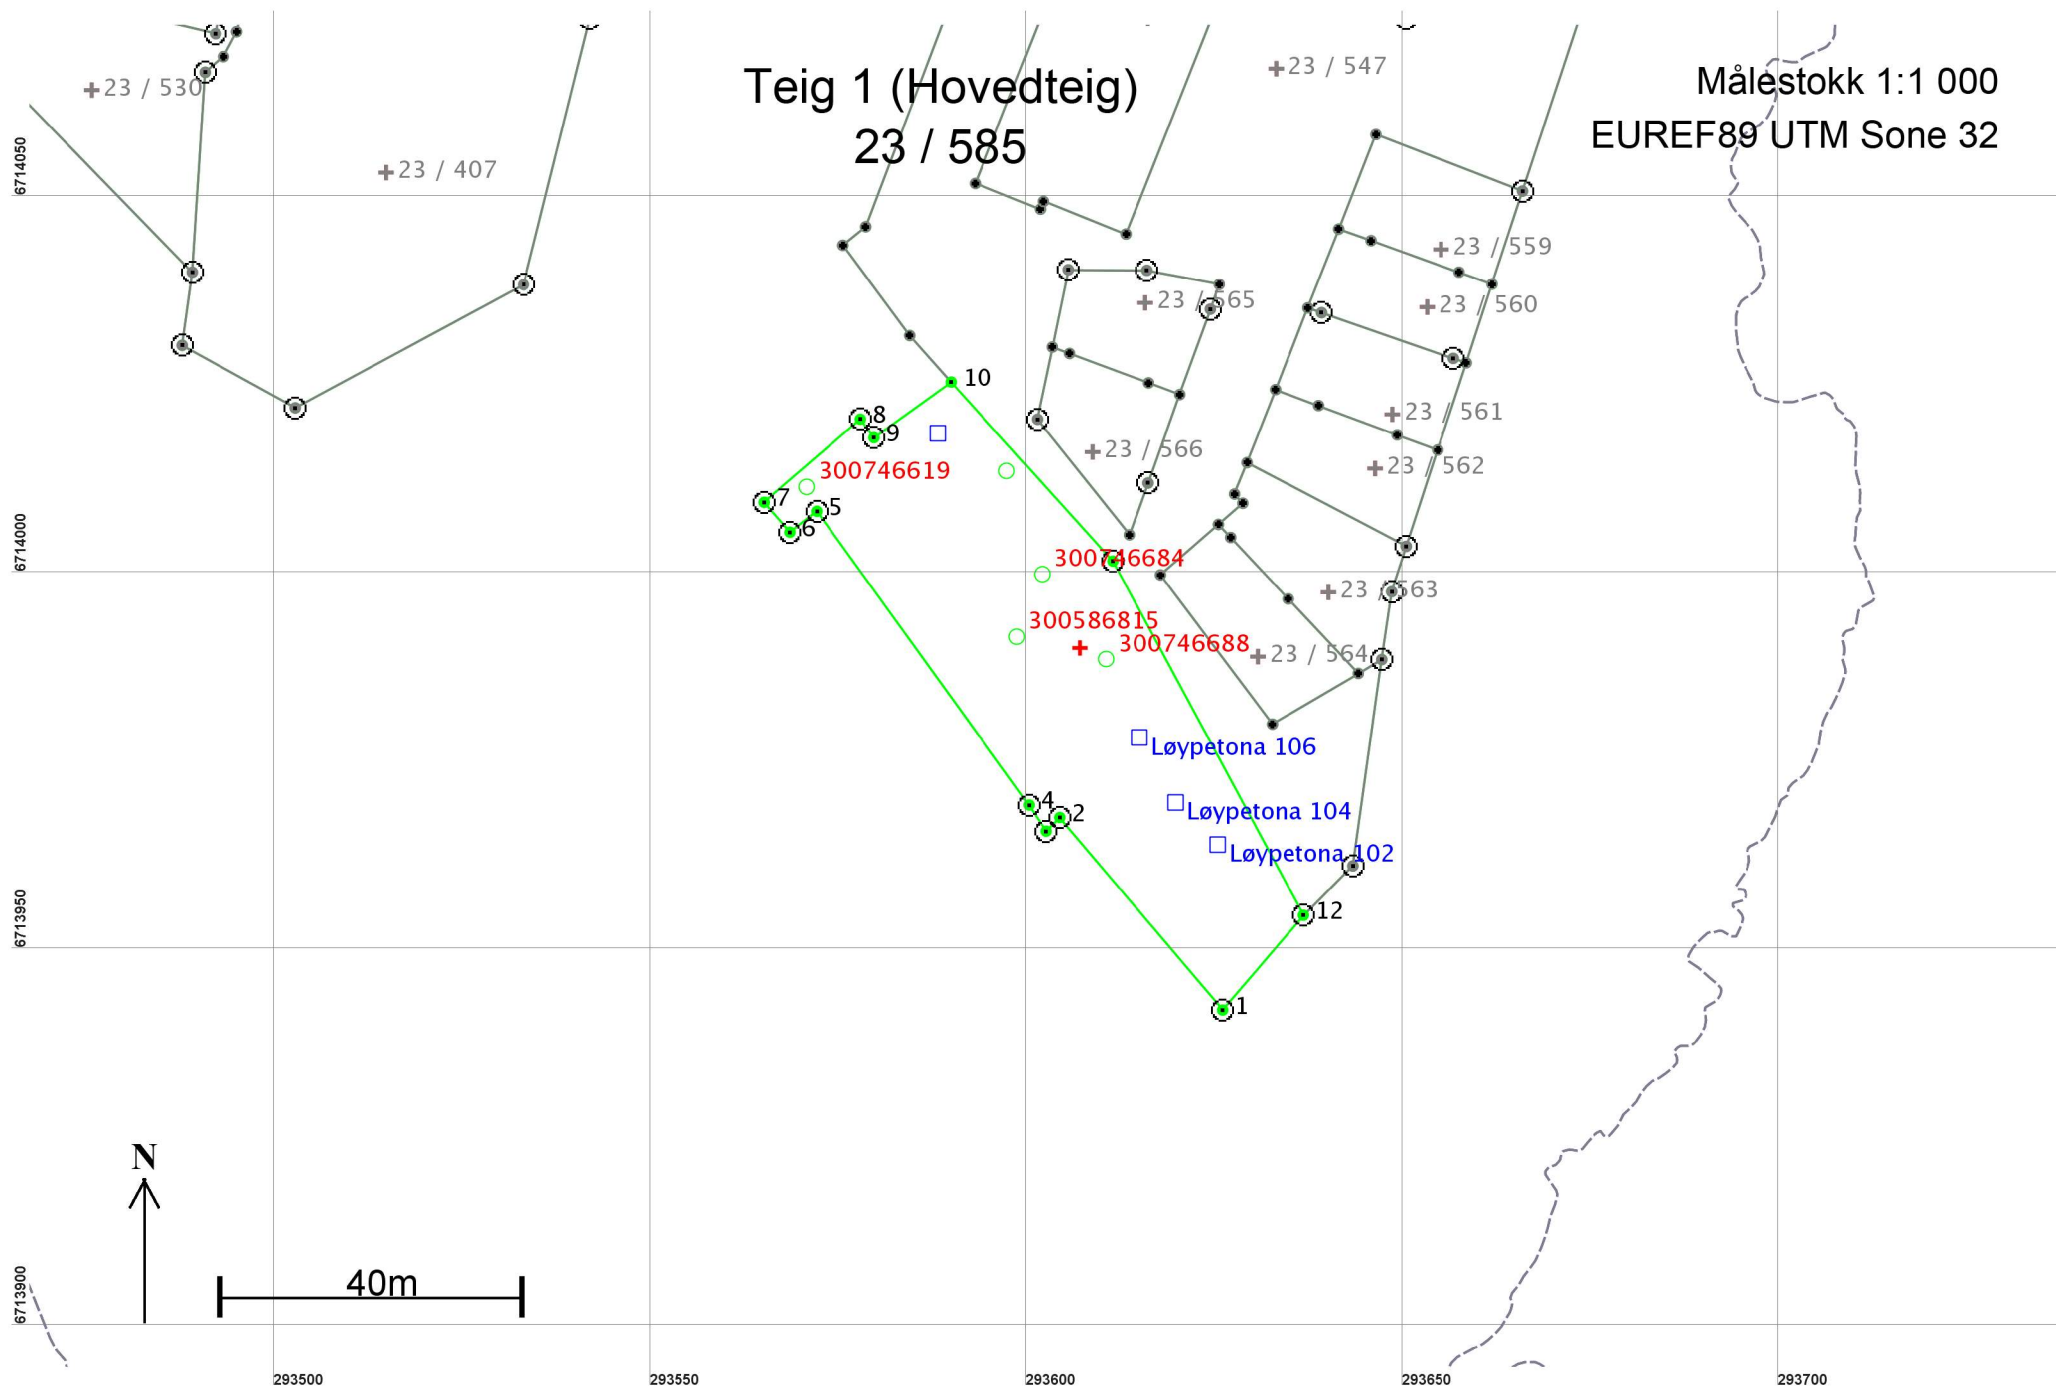 Teig 1 (Hovedteig)
23 / 585
Målestokk 1:1 000
EUREF89 UTM Sone 32
23 / 530
23 / 407
23 / 547
23 / 559
23 / 565
23 / 560
23 / 561
23 / 566
23 / 562
23 / 563
23 / 564
10
8
9
300746619
7
5
6
300746684
300586815
300746688
Løypetona 106
Løypetona 104
Løypetona 102
4
2
12
1
N
40m
6714050
6714000
6713950
6713900
293500
293550
293600
293650
293700